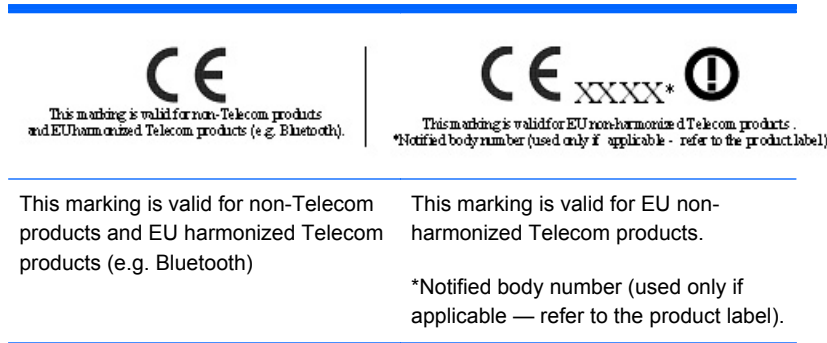 CE
This marking is valid for non-Telecom products
and EU harmonized Telecom products (e.g. Bluetooth).
CE XXXX*
This marking is valid for EU non-harmonized Telecom products.
*Notified body number (used only if applicable - refer to the product label)
This marking is valid for non-Telecom
products and EU harmonized Telecom
products (e.g. Bluetooth)
This marking is valid for EU non-
harmonized Telecom products.
*Notified body number (used only if
applicable — refer to the product label).